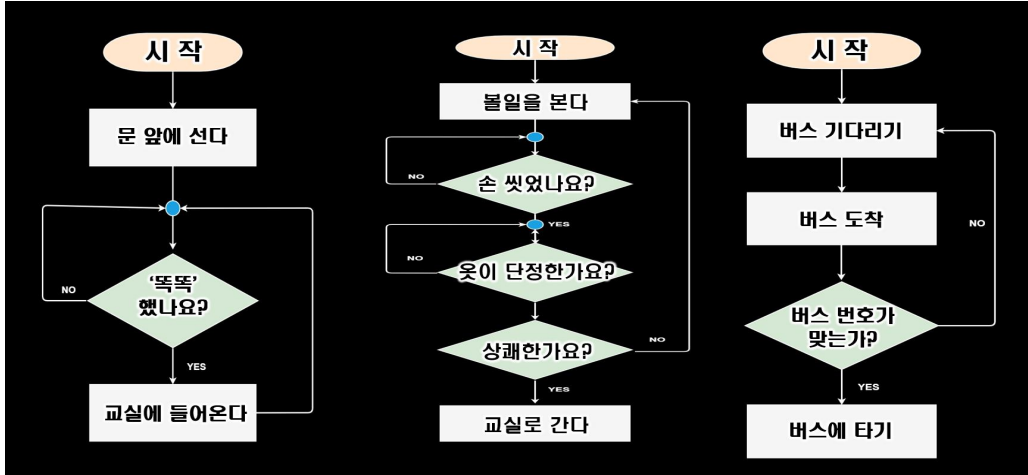 시 작
문 앞에 선다
NO
‘똑똑’
했나요?
YES
교실에 들어온다
시 작
볼일을 본다
NO
손 씻었나요?
YES
NO
옷이 단정한가요?
상쾌한가요?
NO
YES
교실로 간다
시 작
버스 기다리기
버스 도착
NO
버스 번호가
맞는가?
YES
버스에 타기